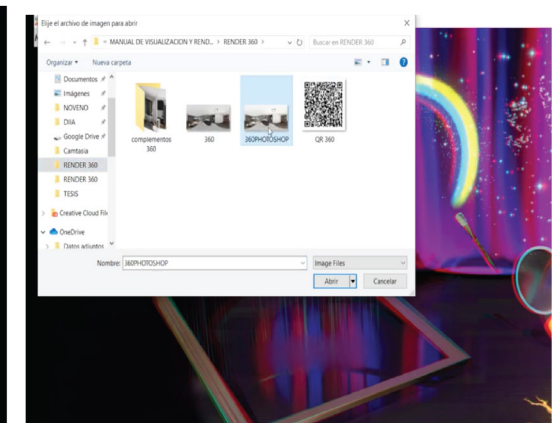 Elije el archivo de imagen para abrir
« MANUAL DE VISUALIZACION Y REND... > RENDER 360 >
Buscar en RENDER 360
Organizar
Nueva carpeta
Documentos
Imágenes
NOVENO
DIIA
Google Drive
Camtasia
RENDER 360
RENDER 360
TESIS
Creative Cloud File
OneDrive
Datos adjuntos
complementos
360
360
360PHOTOSHOP
QR 360
Nombre: 360PHOTOSHOP
Image Files
Abrir
Cancelar